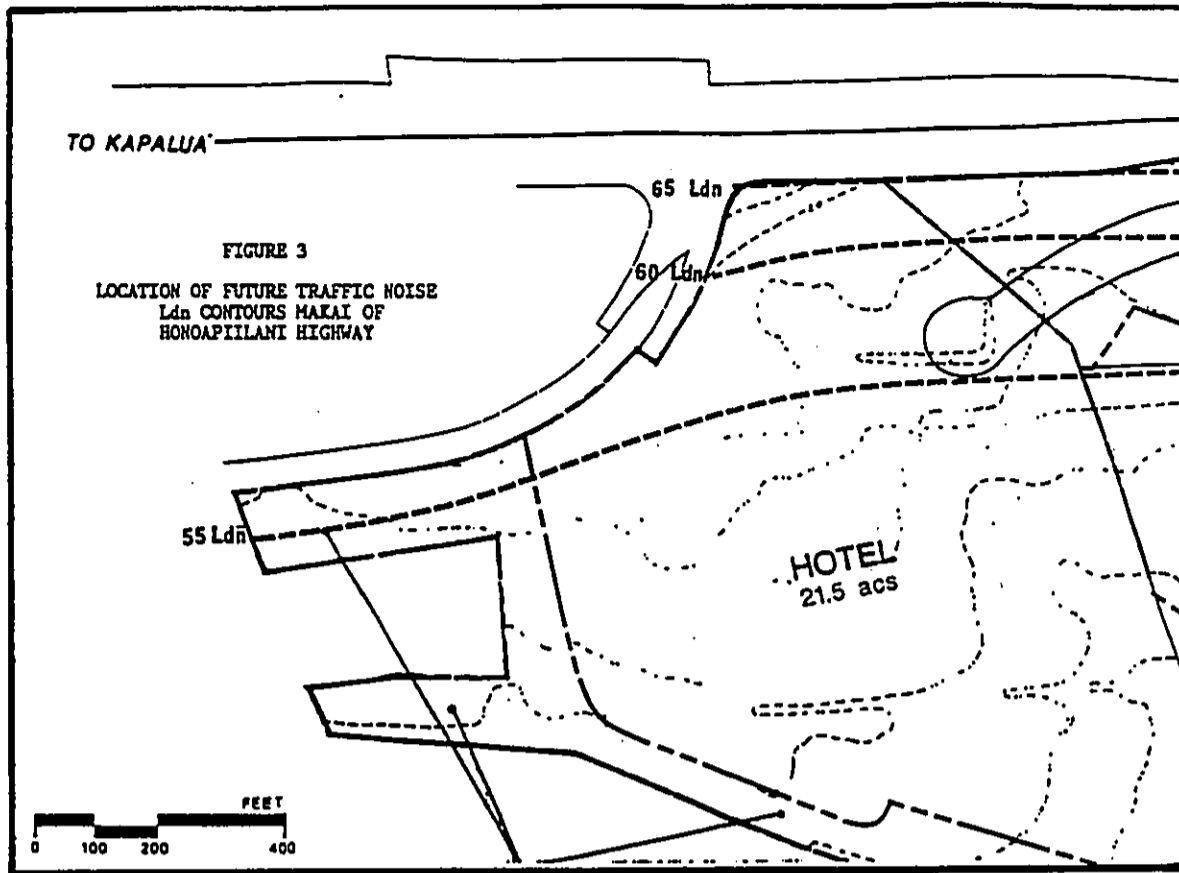 TO KAPALUA
65 Ldn
FIGURE 3
60 Ldn
LOCATION OF FUTURE TRAFFIC NOISE
Ldn CONTOURS MAKAI OF
HONOAPIILANI HIGHWAY
55 Ldn
HOTEL
21.5 acs
FEET
0 100 200 400